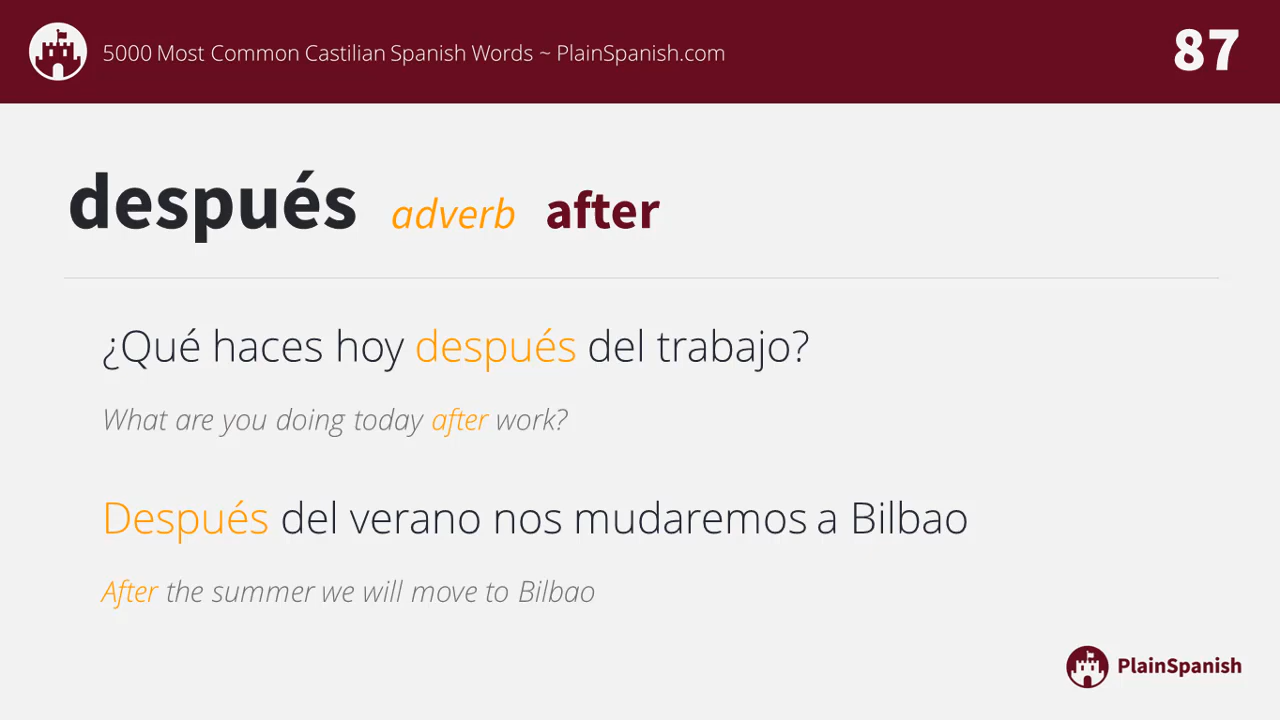 5000 Most Common Castilian Spanish Words ~ PlainSpanish.com
87
después adverb after
¿Qué haces hoy después del trabajo?
What are you doing today after work?
Después del verano nos mudaremos a Bilbao
After the summer we will move to Bilbao
PlainSpanish